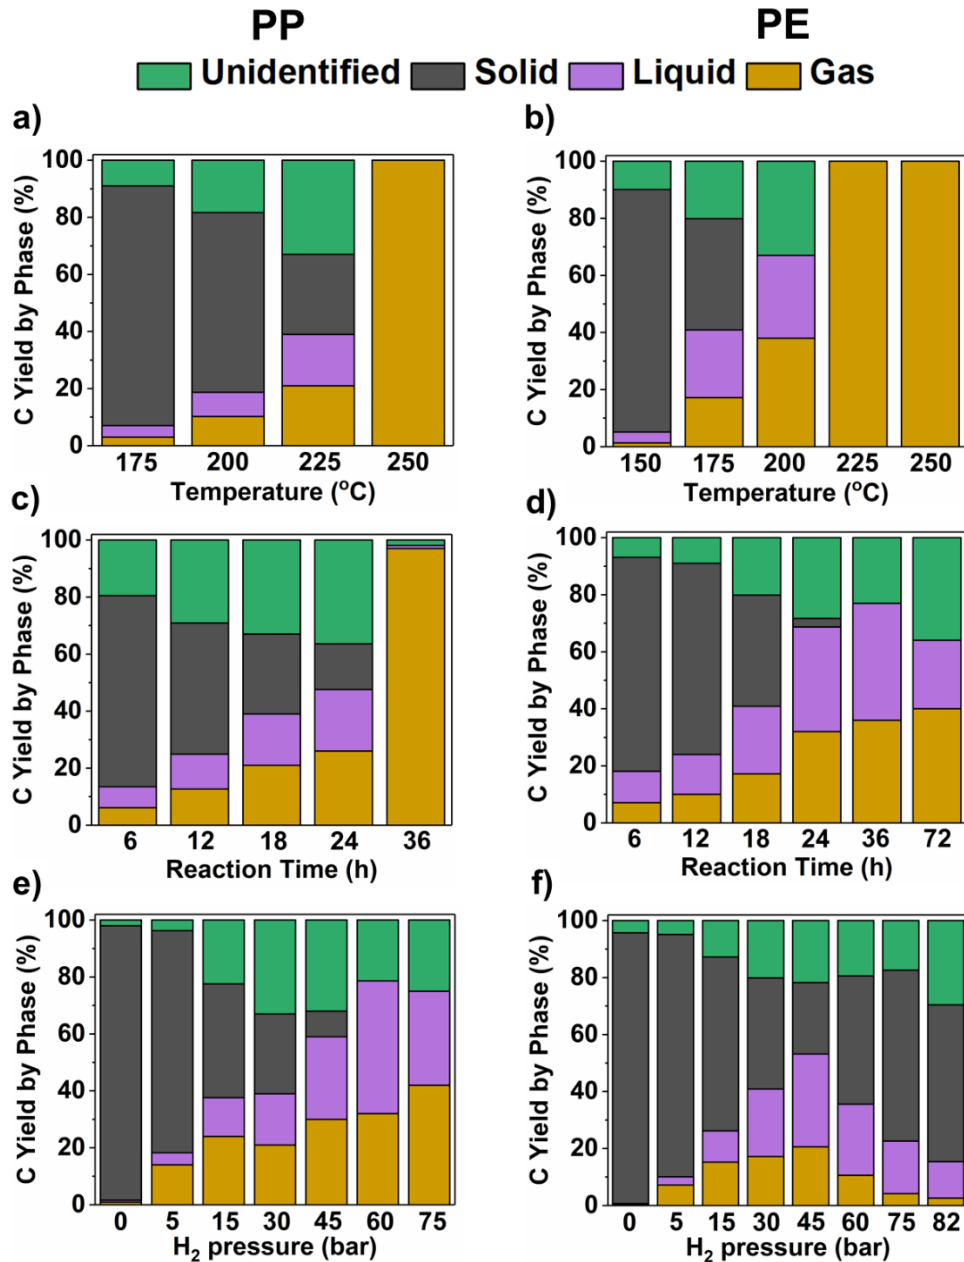 PP PE
Unidentified Solid Liquid Gas
a) b)
C Yield by Phase (%)
100
80
60
40
20
0
175 200 225 250
Temperature (°C)
C Yield by Phase (%)
100
80
60
40
20
0
150 175 200 225 250
Temperature (°C)
c) d)
C Yield by Phase (%)
100
80
60
40
20
0
6 12 18 24 36
Reaction Time (h)
C Yield by Phase (%)
100
80
60
40
20
0
6 12 18 24 36 72
Reaction Time (h)
e) f)
C Yield by Phase (%)
100
80
60
40
20
0
0 5 15 30 45 60 75
H₂ pressure (bar)
C Yield by Phase (%)
100
80
60
40
20
0
0 5 15 30 45 60 75 82
H₂ pressure (bar)